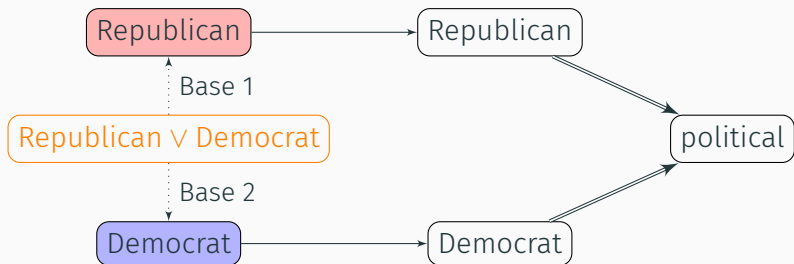 Republican
Republican
Base 1
Republican ∨ Democrat
political
Base 2
Democrat
Democrat